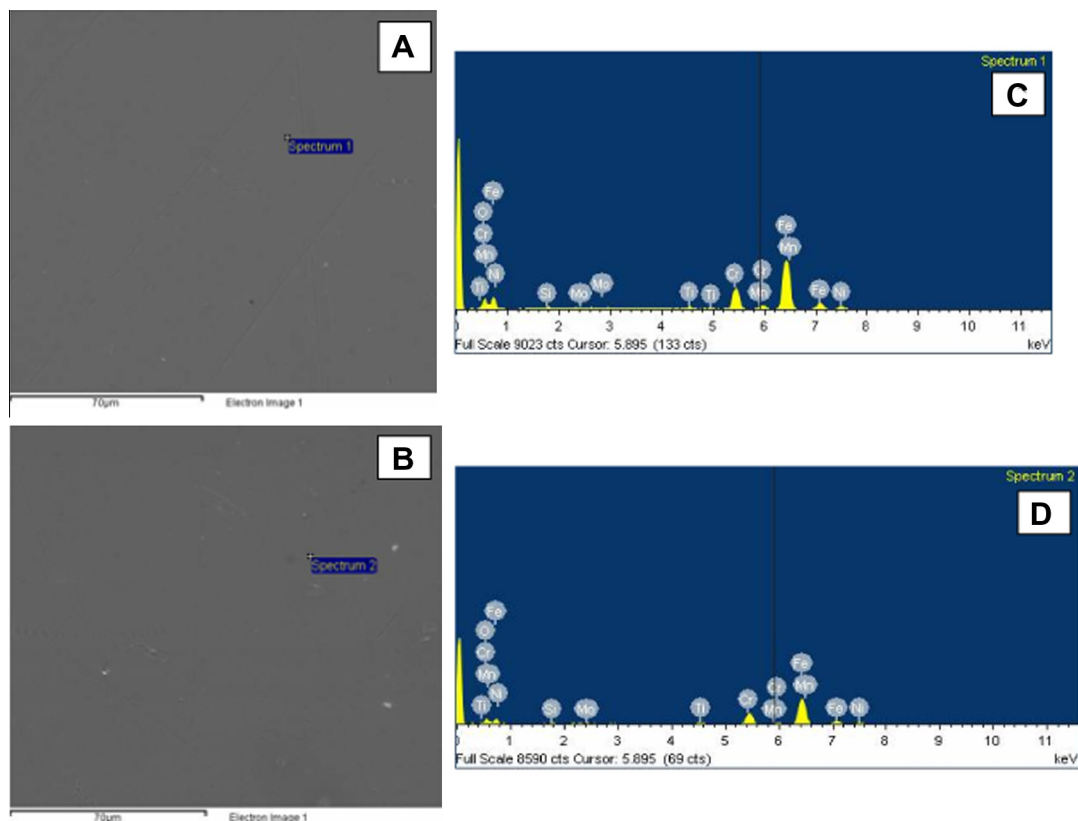 A
Spectrum 1
70µm Electron Image 1
Spectrum 1
C
Fe
O
Cr
Mn
Ti Ni
Si Mo Mo
Ti Ti
Cr
Cr
Mn
Fe
Mn
Fe Ni
0 1 2 3 4 5 6 7 8 9 10 11
Full Scale 9023 cts Cursor: 5.895 (133 cts) keV
B
Spectrum 2
70µm Electron Image 1
Spectrum 2
D
Fe
O
Cr
Mn
Ti Ni
Si Mo
Ti
Cr
Cr
Mn
Fe
Mn
Fe Ni
0 1 2 3 4 5 6 7 8 9 10 11
Full Scale 8590 cts Cursor: 5.895 (69 cts) keV